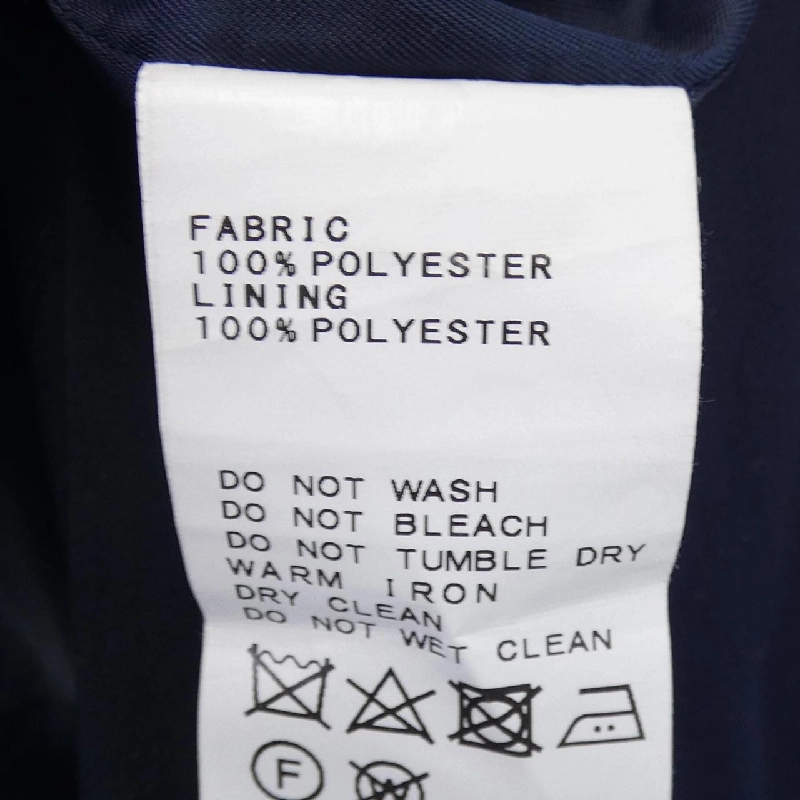 FABRIC
100% POLYESTER
LINING
100% POLYESTER
DO NOT WASH
DO NOT BLEACH
DO NOT TUMBLE DRY
WARM IRON
DRY CLEAN
DO NOT WET CLEAN
F
W